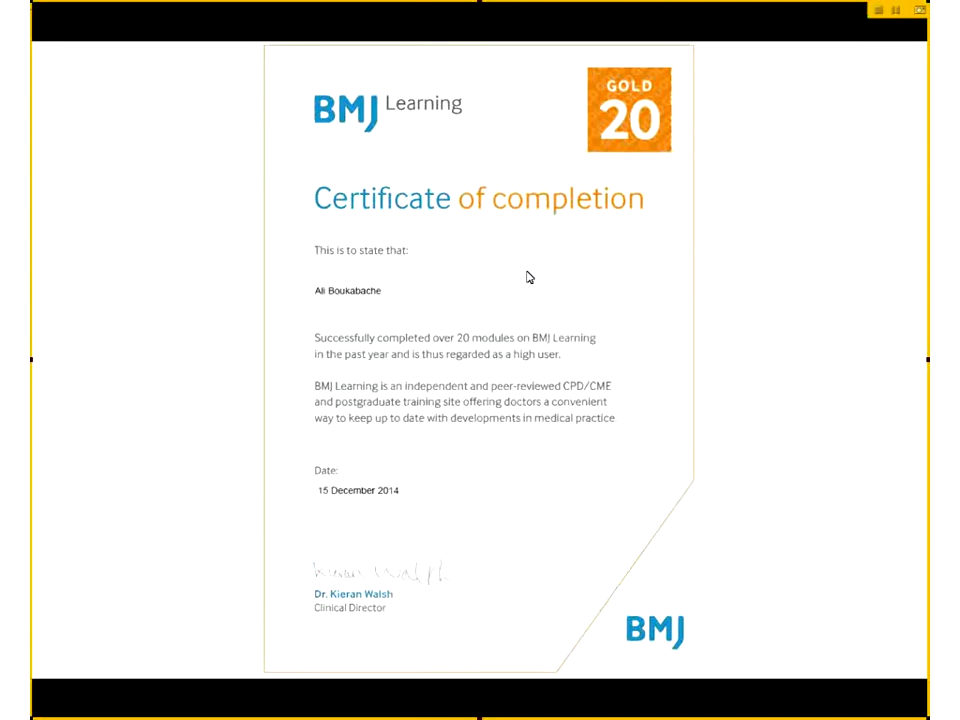 BMJ Learning
GOLD
20
Certificate of completion
This is to state that:
Ali Boukabache
Successfully completed over 20 modules on BMJ Learning
in the past year and is thus regarded as a high user.
BMJ Learning is an independent and peer-reviewed CPD/CME
and postgraduate training site offering doctors a convenient
way to keep up to date with developments in medical practice
Date:
15 December 2014
Kieran Walsh
Dr. Kieran Walsh
Clinical Director
BMJ